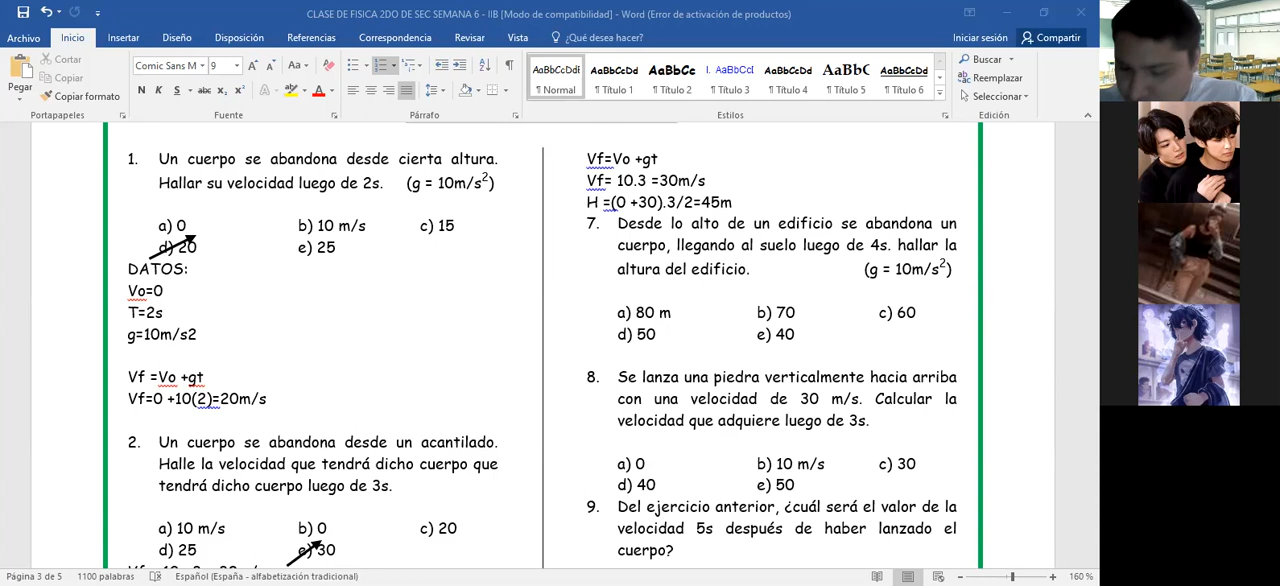 CLASE DE FISICA 2DO DE SEC SEMANA 6 - IIB [Modo de compatibilidad] - Word (Error de activación de productos)
Archivo Inicio Insertar Diseño Disposición Referencias Correspondencia Revisar Vista ¿Qué desea hacer? Iniciar sesión Compartir
Pegar
Cortar
Copiar
Copiar formato
Portapapeles
Comic Sans M 9
N K S abc x₂ x²
Fuente
Párrafo
AaBbCcDdE AaBbCcDd AaBbCc I. AaBbCcI AaBbCcDd AaBbC AaBbCcDd
¶ Normal ¶ Título 1 ¶ Título 2 ¶ Título 3 ¶ Título 4 ¶ Título 5 ¶ Título 6
Estilos
Buscar
Reemplazar
Seleccionar
Edición
1. Un cuerpo se abandona desde cierta altura.
Hallar su velocidad luego de 2s. (g = 10m/s²)
a) 0 b) 10 m/s c) 15
d) 20 e) 25
DATOS:
Vo=0
T=2s
g=10m/s2
Vf =Vo +gt
Vf=0 +10(2)=20m/s
2. Un cuerpo se abandona desde un acantilado.
Halle la velocidad que tendrá dicho cuerpo que
tendrá dicho cuerpo luego de 3s.
a) 10 m/s b) 0 c) 20
d) 25 e) 30
Vf=Vo +gt
Vf= 10.3 =30m/s
H =(0 +30).3/2=45m
7. Desde lo alto de un edificio se abandona un
cuerpo, llegando al suelo luego de 4s. hallar la
altura del edificio. (g = 10m/s²)
a) 80 m b) 70 c) 60
d) 50 e) 40
8. Se lanza una piedra verticalmente hacia arriba
con una velocidad de 30 m/s. Calcular la
velocidad que adquiere luego de 3s.
a) 0 b) 10 m/s c) 30
d) 40 e) 50
9. Del ejercicio anterior, ¿cuál será el valor de la
velocidad 5s después de haber lanzado el
cuerpo?
Página 3 de 5 1100 palabras Español (España - alfabetización tradicional) 160 %